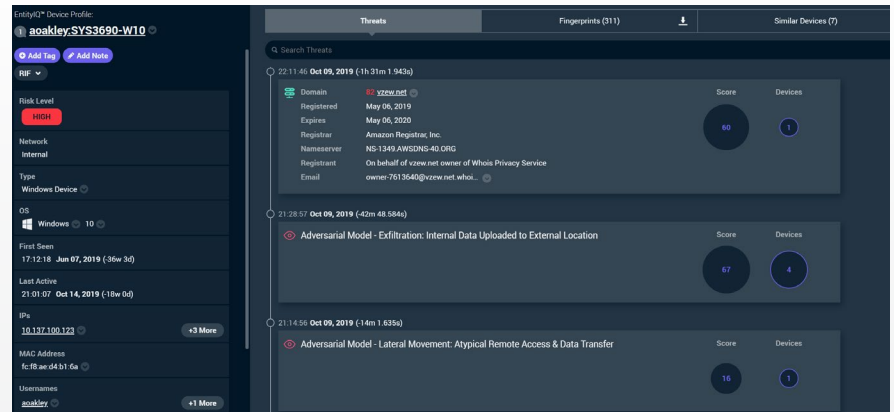 EntityIQ™ Device Profile:
1 aoakley:SYS3690-W10
Add Tag
Add Note
RIF
Risk Level
HIGH
Network
Internal
Type
Windows Device
OS
Windows 10
First Seen
17:12:18 Jun 07, 2019 (-36w 3d)
Last Active
21:01:07 Oct 14, 2019 (-18w 0d)
IPs
10.137.100.123
+3 More
MAC Address
fc:f8:ae:d4:b1:6a
Usernames
aoakley
+1 More
Threats
Fingerprints (311)
Similar Devices (7)
Search Threats
22:11:46 Oct 09, 2019 (-1h 31m 1.943s)
Domain 82 vzew.net
Registered May 06, 2019
Expires May 06, 2020
Registrar Amazon Registrar, Inc.
Nameserver NS-1349.AWSDNS-40.ORG
Registrant On behalf of vzew.net owner of Whois Privacy Service
Email owner-7613640@vzew.net.whoi...
Score Devices
60 1
21:28:57 Oct 09, 2019 (-42m 48.584s)
Adversarial Model - Exfiltration: Internal Data Uploaded to External Location
Score Devices
67 4
21:14:56 Oct 09, 2019 (-14m 1.635s)
Adversarial Model - Lateral Movement: Atypical Remote Access & Data Transfer
Score Devices
16 1